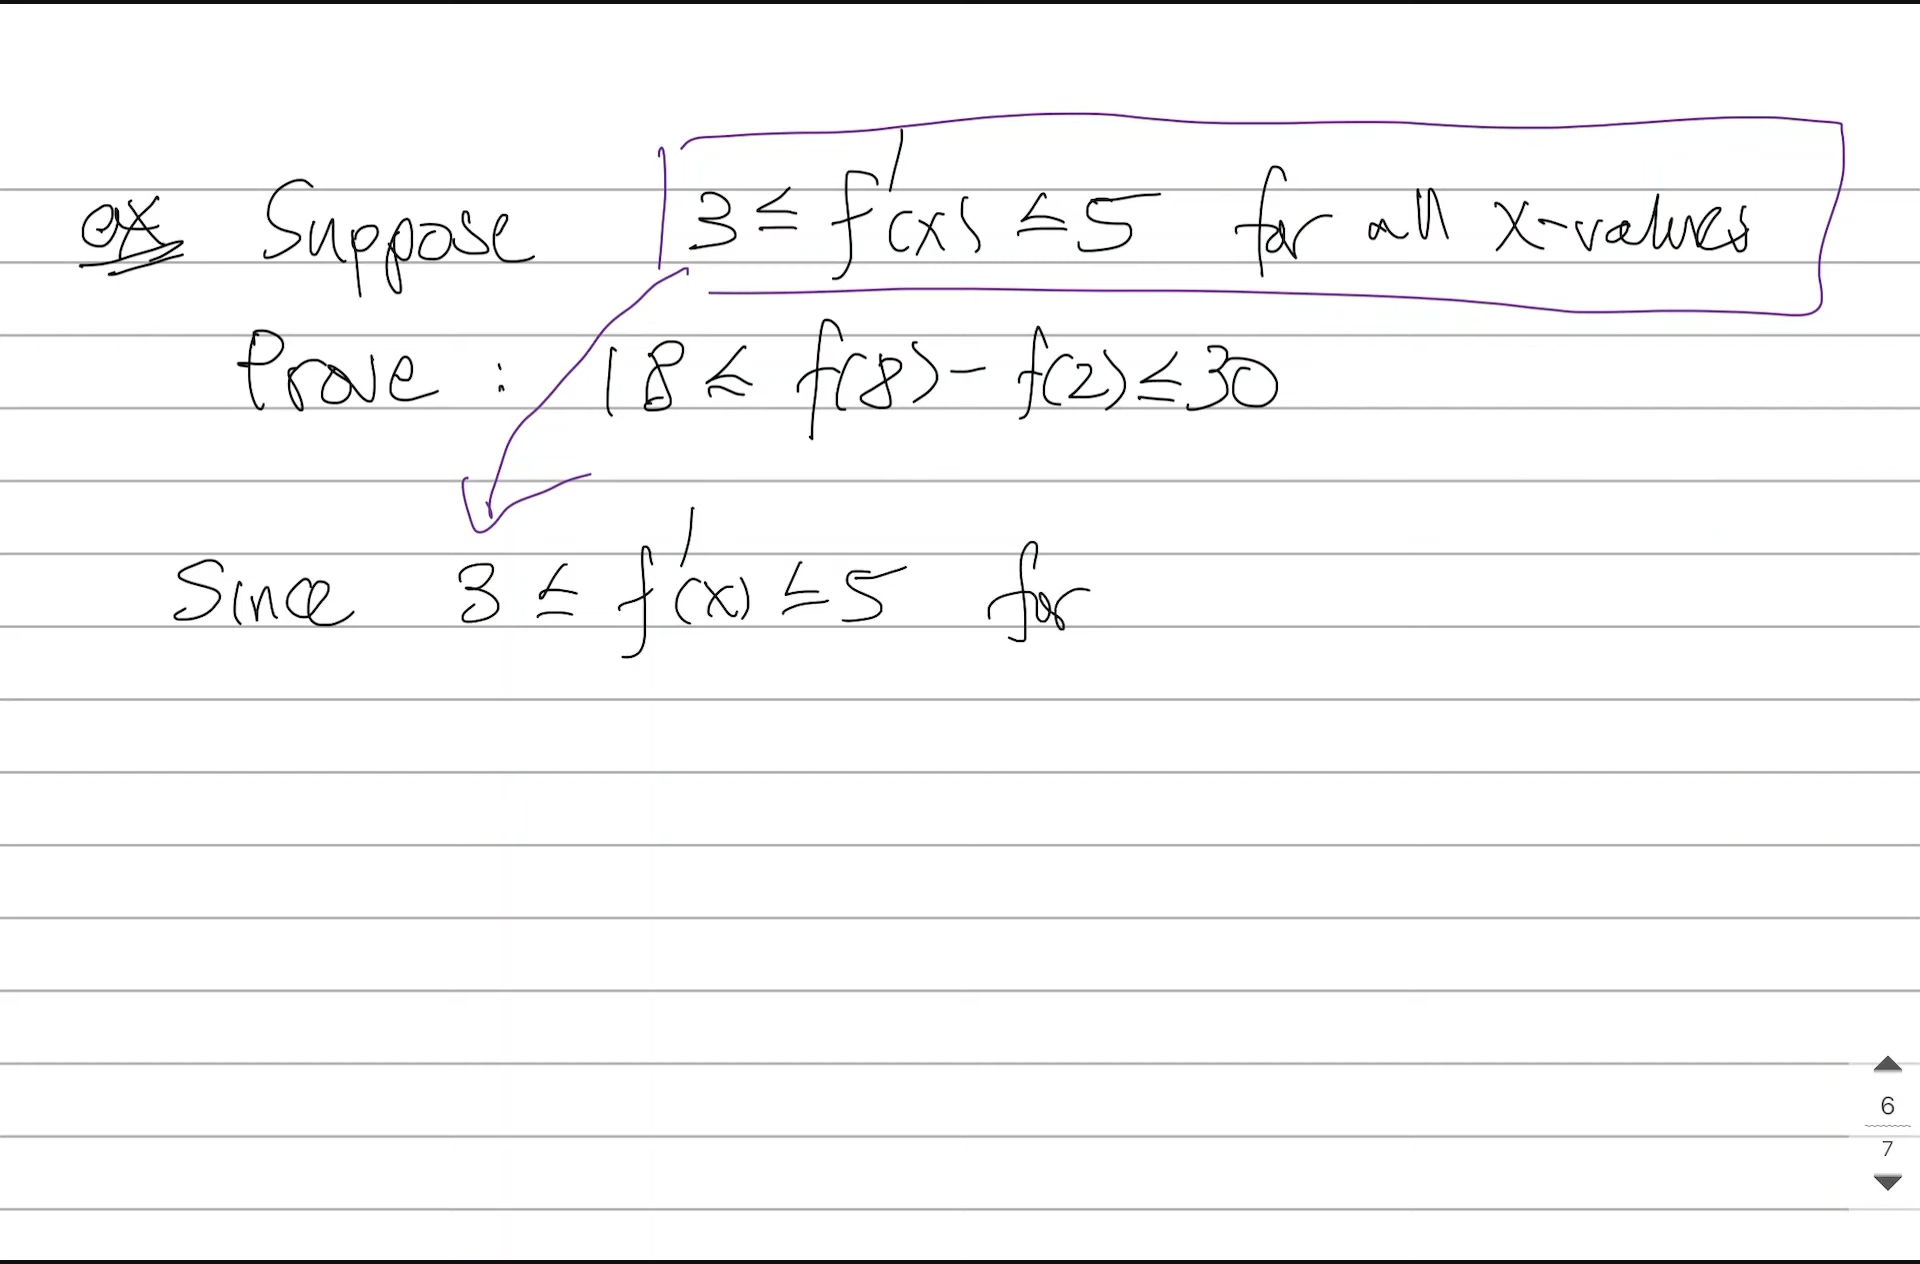 ex Suppose 3 ≤ f'(x) ≤ 5 for all x-values
Prove : 18 ≤ f(8) - f(2) ≤ 30
Since 3 ≤ f'(x) ≤ 5 for
6
7